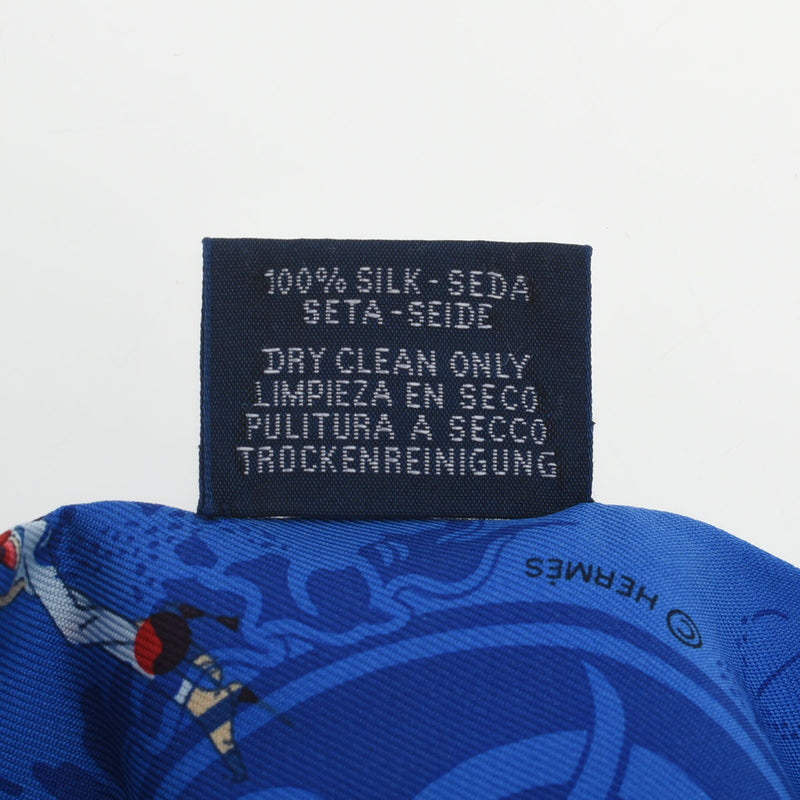 100% SILK - SEDA
SETA - SEIDE
DRY CLEAN ONLY
LIMPIEZA EN SECO
PULITURA A SECCO
TROCKENREINIGUNG
© HERMÈS